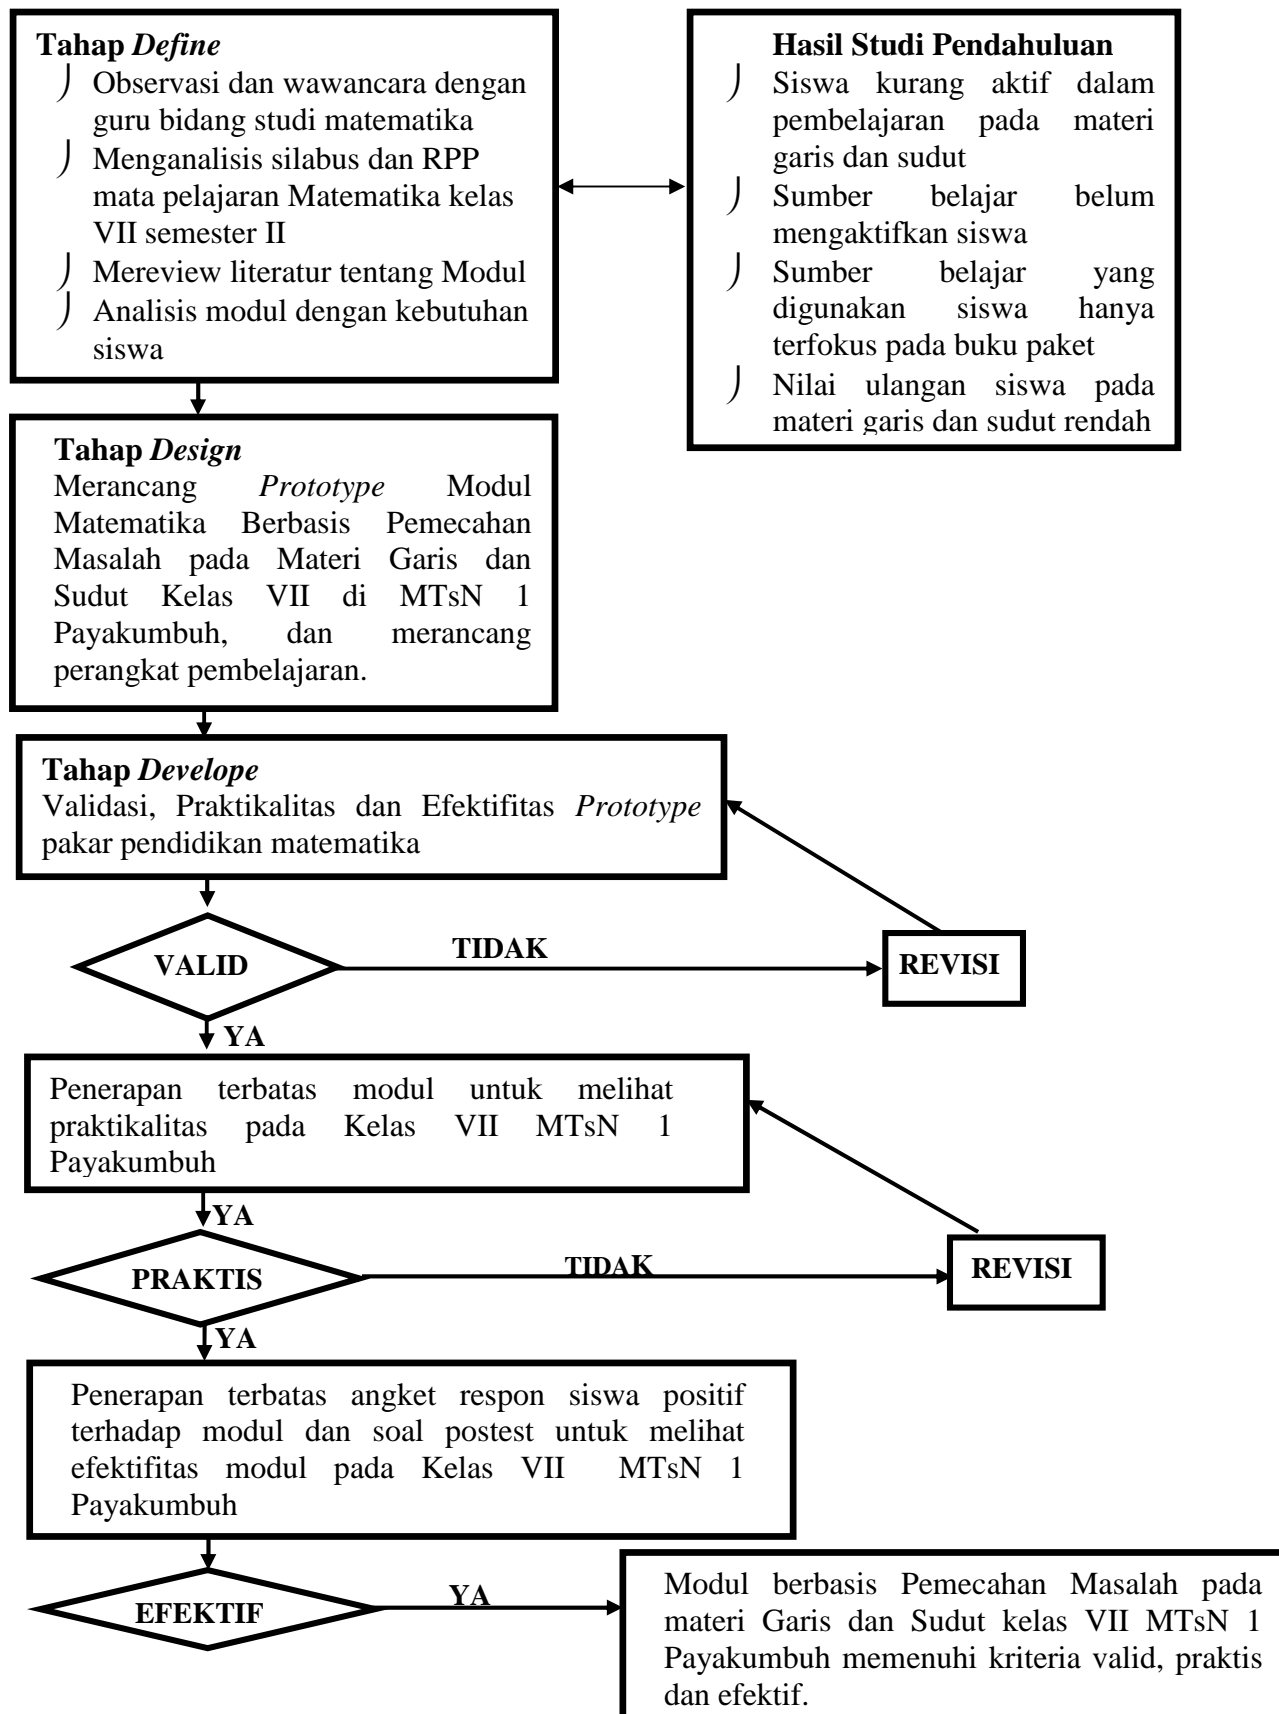 Tahap Define
Observasi dan wawancara dengan
guru bidang studi matematika
Menganalisis silabus dan RPP
mata pelajaran Matematika kelas
VII semester II
Mereview literatur tentang Modul
Analisis modul dengan kebutuhan
siswa
Hasil Studi Pendahuluan
Siswa kurang aktif dalam
pembelajaran pada materi
garis dan sudut
Sumber belajar belum
mengaktifkan siswa
Sumber belajar yang
digunakan siswa hanya
terfokus pada buku paket
Nilai ulangan siswa pada
materi garis dan sudut rendah
Tahap Design
Merancang Prototype Modul
Matematika Berbasis Pemecahan
Masalah pada Materi Garis dan
Sudut Kelas VII di MTsN 1
Payakumbuh, dan merancang
perangkat pembelajaran.
Tahap Develope
Validasi, Praktikalitas dan Efektifitas Prototype
pakar pendidikan matematika
VALID
TIDAK
REVISI
YA
Penerapan terbatas modul untuk melihat
praktikalitas pada Kelas VII MTsN 1
Payakumbuh
YA
PRAKTIS
TIDAK
REVISI
YA
Penerapan terbatas angket respon siswa positif
terhadap modul dan soal postest untuk melihat
efektifitas modul pada Kelas VII MTsN 1
Payakumbuh
EFEKTIF
YA
Modul berbasis Pemecahan Masalah pada
materi Garis dan Sudut kelas VII MTsN 1
Payakumbuh memenuhi kriteria valid, praktis
dan efektif.